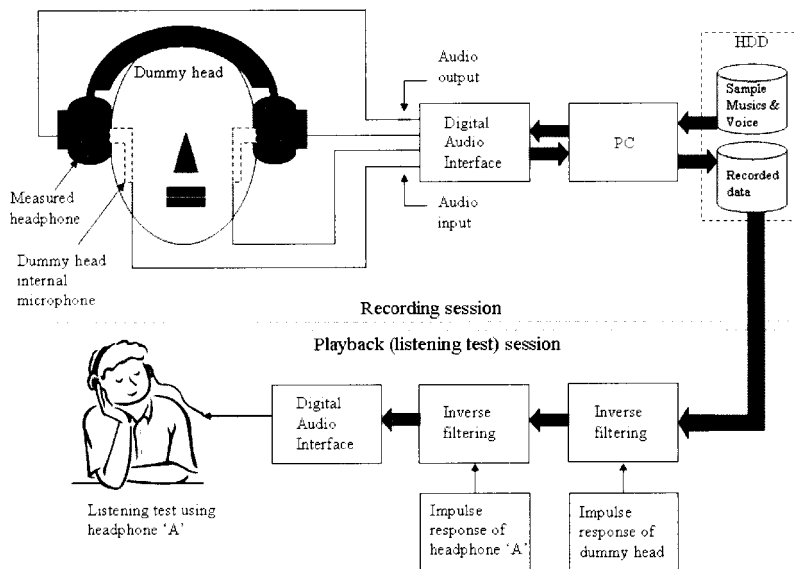 Dummy head
Audio
output
HDD
Sample
Musics &
Voice
Digital
Audio
Interface
PC
Recorded
data
Measured
headphone
Audio
input
Dummy head
internal
microphone
Recording session
Playback (listening test) session
Digital
Audio
Interface
Inverse
filtering
Inverse
filtering
Listening test using
headphone ‘A’
Impulse
response of
headphone ‘A’
Impulse
response of
dummy head